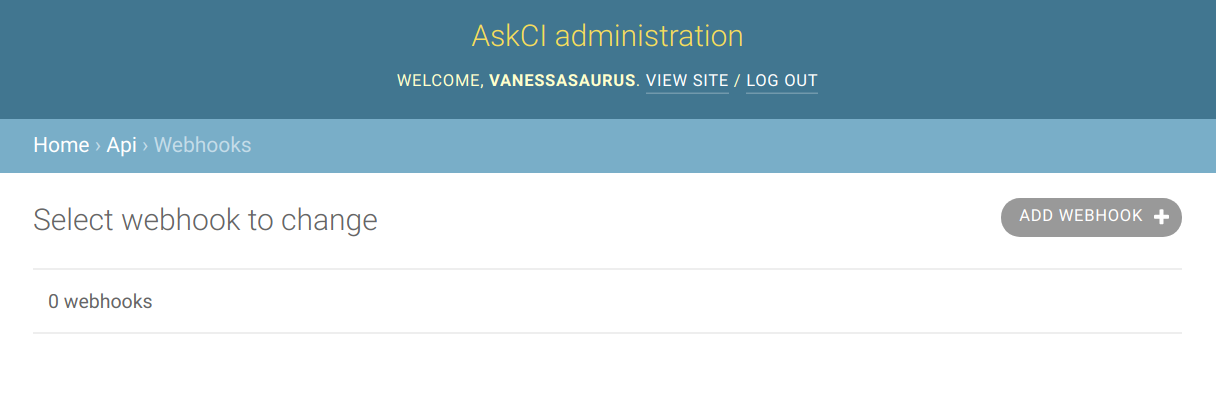 AskCI administration
WELCOME, VANESSASAURUS. VIEW SITE / LOG OUT
Home › Api › Webhooks
Select webhook to change
ADD WEBHOOK +
0 webhooks